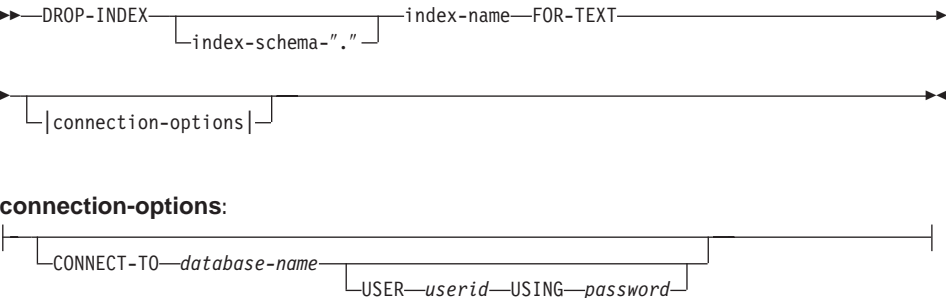 DROP-INDEX index-name FOR-TEXT
index-schema-"."
|connection-options|
connection-options:
CONNECT-TO database-name
USER userid USING password